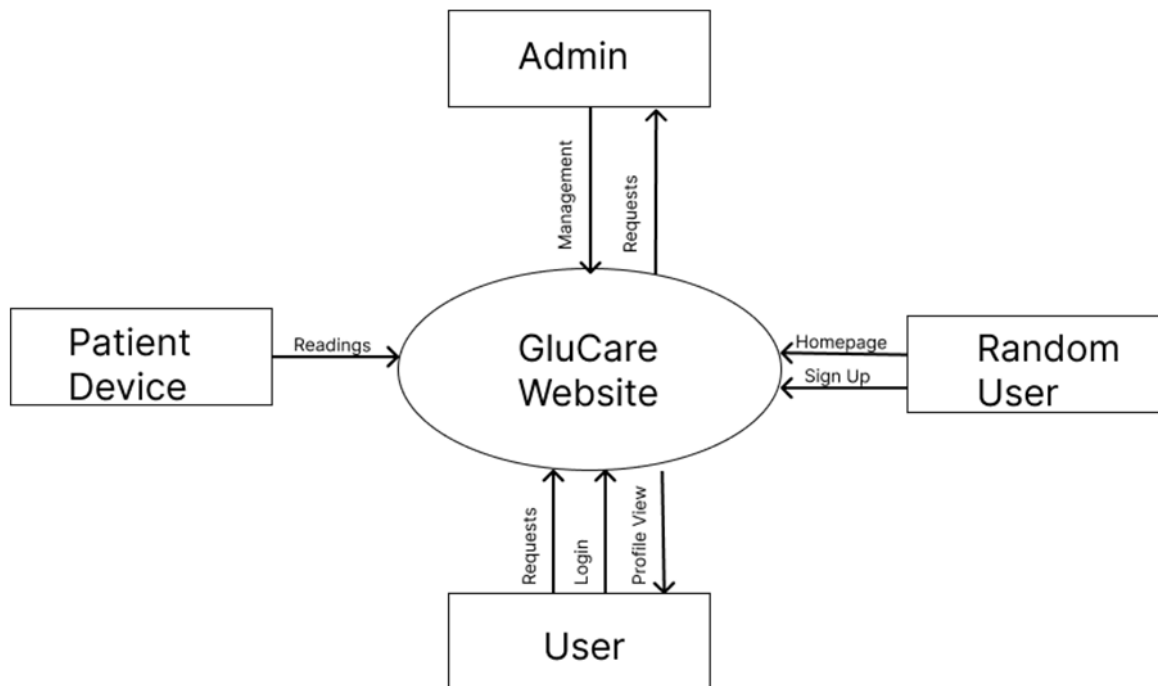 Admin
Management
Requests
Patient
Device
Readings
GluCare
Website
Homepage
Sign Up
Random
User
Requests
Login
Profile View
User